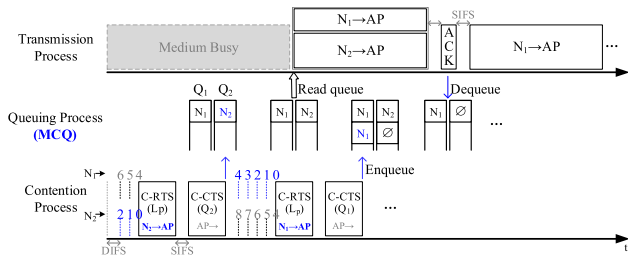 Transmission Process
Medium Busy
N₁→AP
N₂→AP
ACK
SIFS
N₁→AP
...
Q₁ Q₂
Read queue
Dequeue
Queuing Process (MCQ)
N₁ N₂
N₁ N₂
N₁ N₂
N₁ ∅
N₁ ∅
...
Enqueue
Contention Process
N₁ 6 5 4
4 3 2 1 0
N₂ 2 1 0
8 7 6 5 4
C-RTS (Lp) N₂→AP
C-CTS (Q₂) AP→
C-RTS (Lp) N₁→AP
C-CTS (Q₁) AP→
...
DIFS
SIFS
t